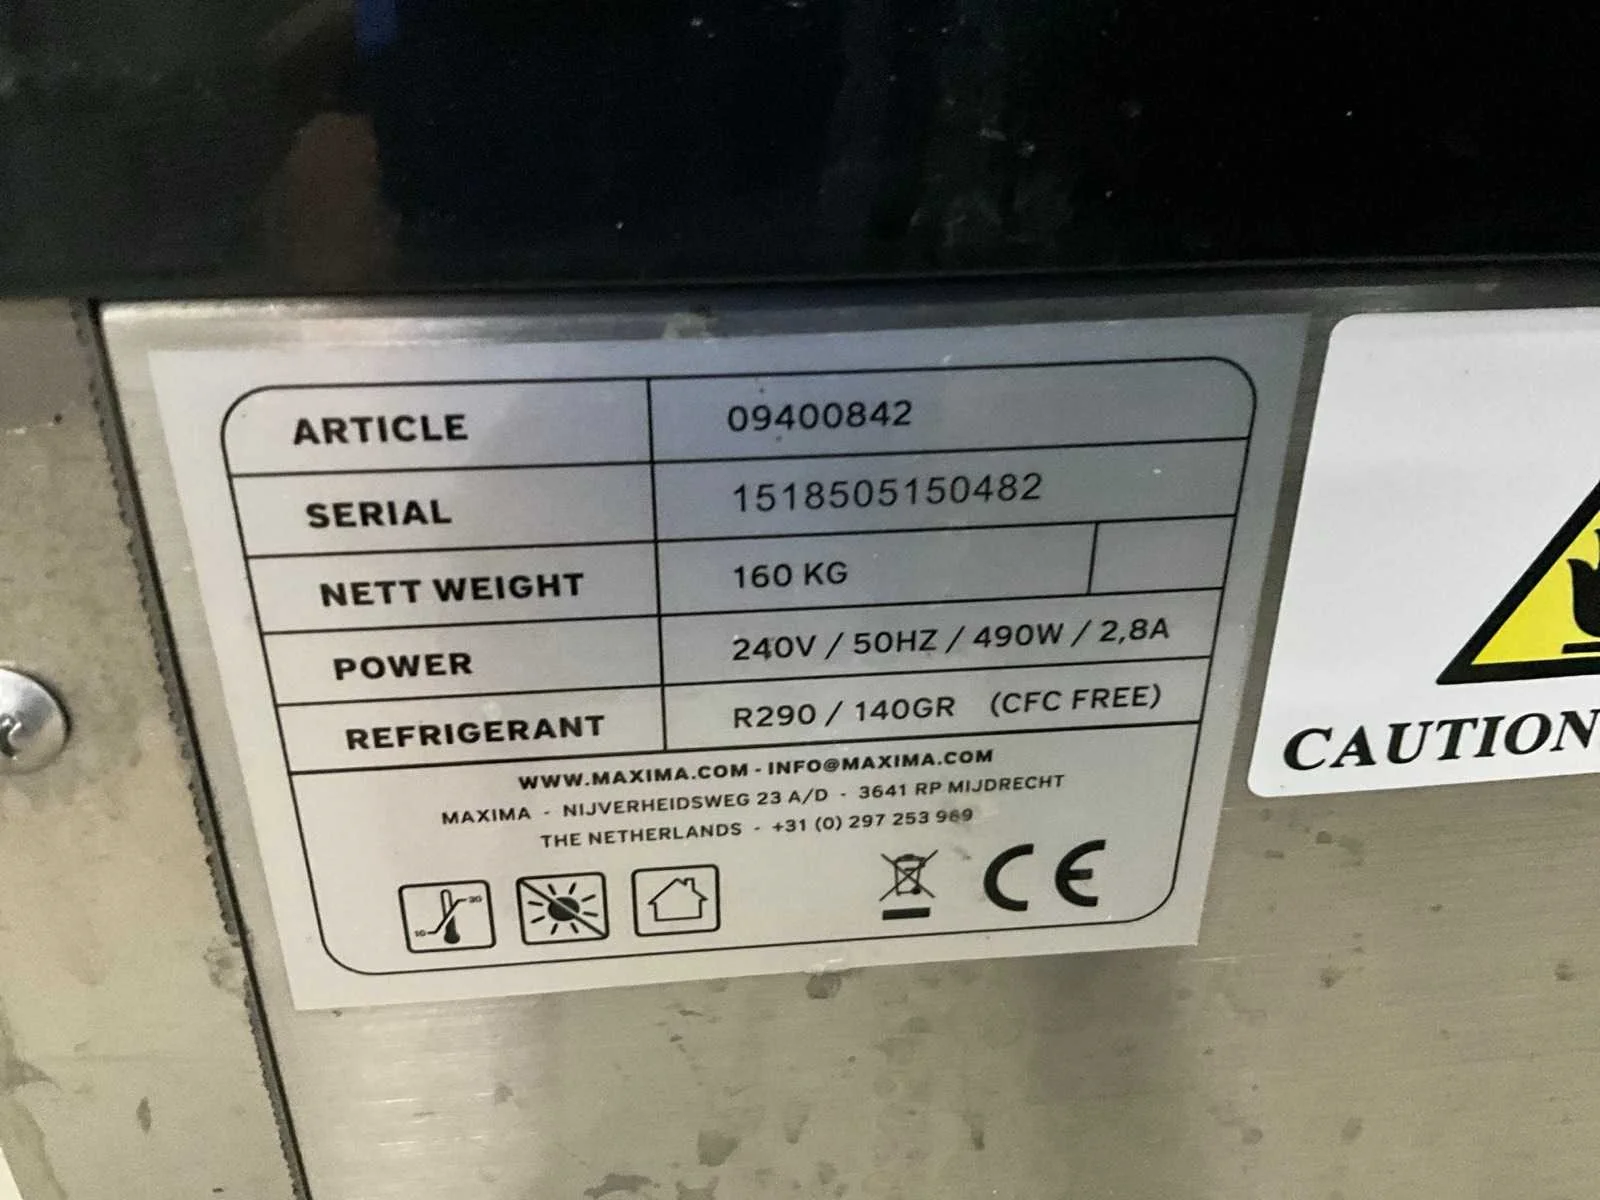 ARTICLE 09400842
SERIAL 1518505150482
NETT WEIGHT 160 KG
POWER 240V / 50HZ / 490W / 2,8A
REFRIGERANT R290 / 140GR (CFC FREE)
WWW.MAXIMA.COM - INFO@MAXIMA.COM
MAXIMA - NIJVERHEIDSWEG 23 A/D - 3641 RP MIJDRECHT
THE NETHERLANDS - +31 (0) 297 253 969
10 30
CE
CAUTION